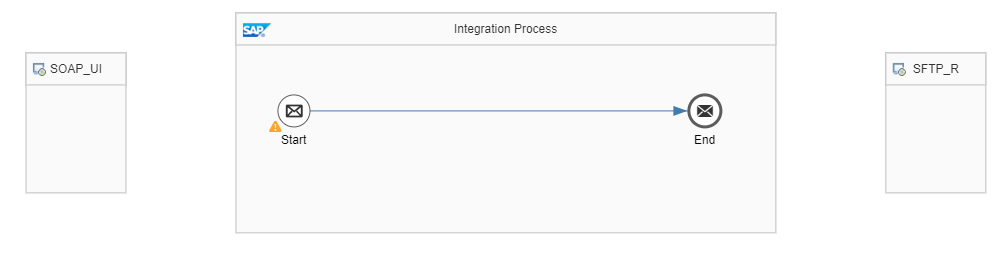 SAP
Integration Process
SOAP_UI
SFTP_R
Start
End